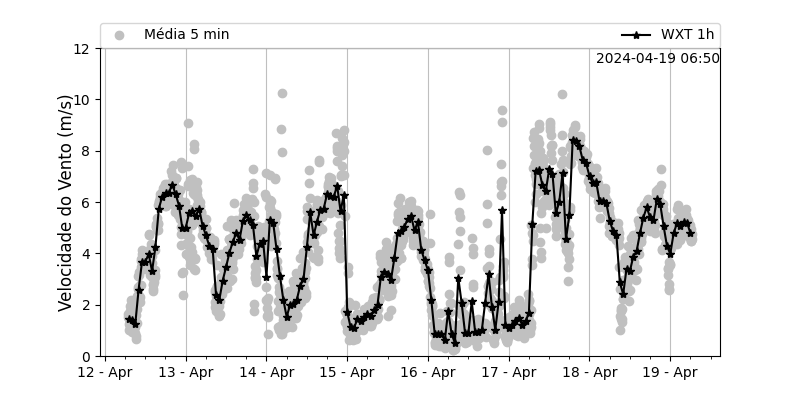 Média 5 min
WXT 1h
2024-04-19 06:50
Velocidade do Vento (m/s)
12
10
8
6
4
2
0
12 - Apr
13 - Apr
14 - Apr
15 - Apr
16 - Apr
17 - Apr
18 - Apr
19 - Apr